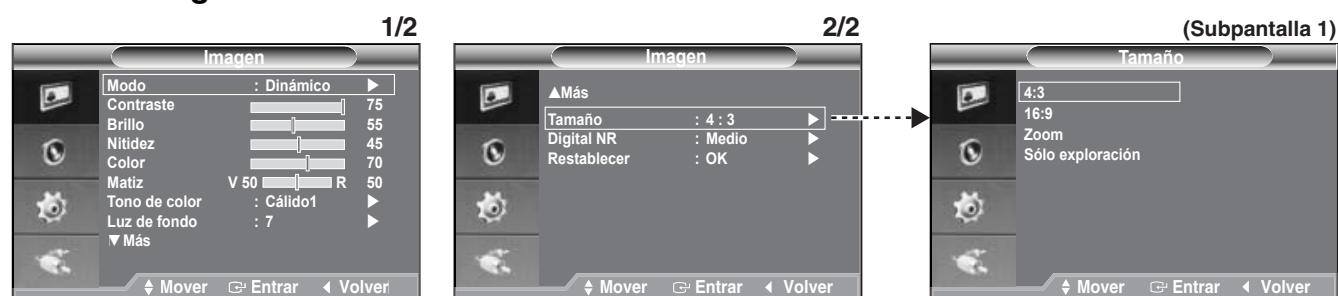 1/2
Imagen
Modo : Dinámico ▶
Contraste 75
Brillo 55
Nitidez 45
Color 70
Matiz V 50 R 50
Tono de color : Cálido1 ▶
Luz de fondo : 7 ▶
▼Más
Mover Entrar Volver
2/2
Imagen
▲Más
Tamaño : 4 : 3 ▶
Digital NR : Medio ▶
Restablecer : OK ▶
Mover Entrar Volver
(Subpantalla 1)
Tamaño
4:3
16:9
Zoom
Sólo exploración
Mover Entrar Volver